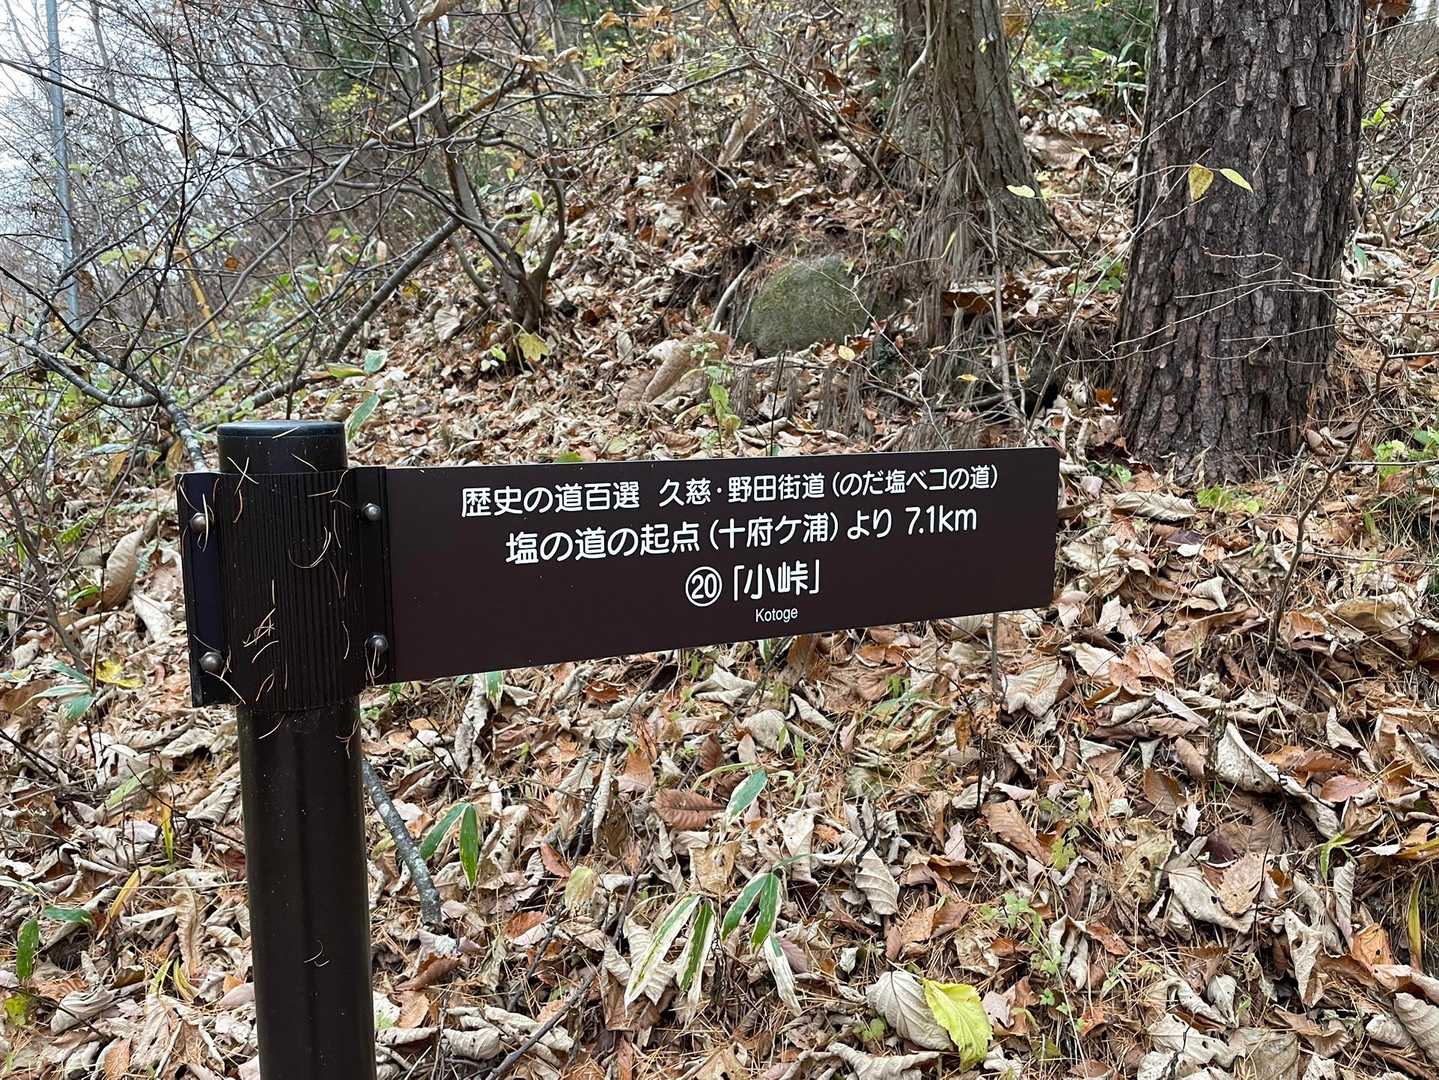 歴史の道百選 久慈・野田街道(のだ塩ベコの道)
塩の道の起点(十府ケ浦)より 7.1km
⑳「小峠」
Kotoge